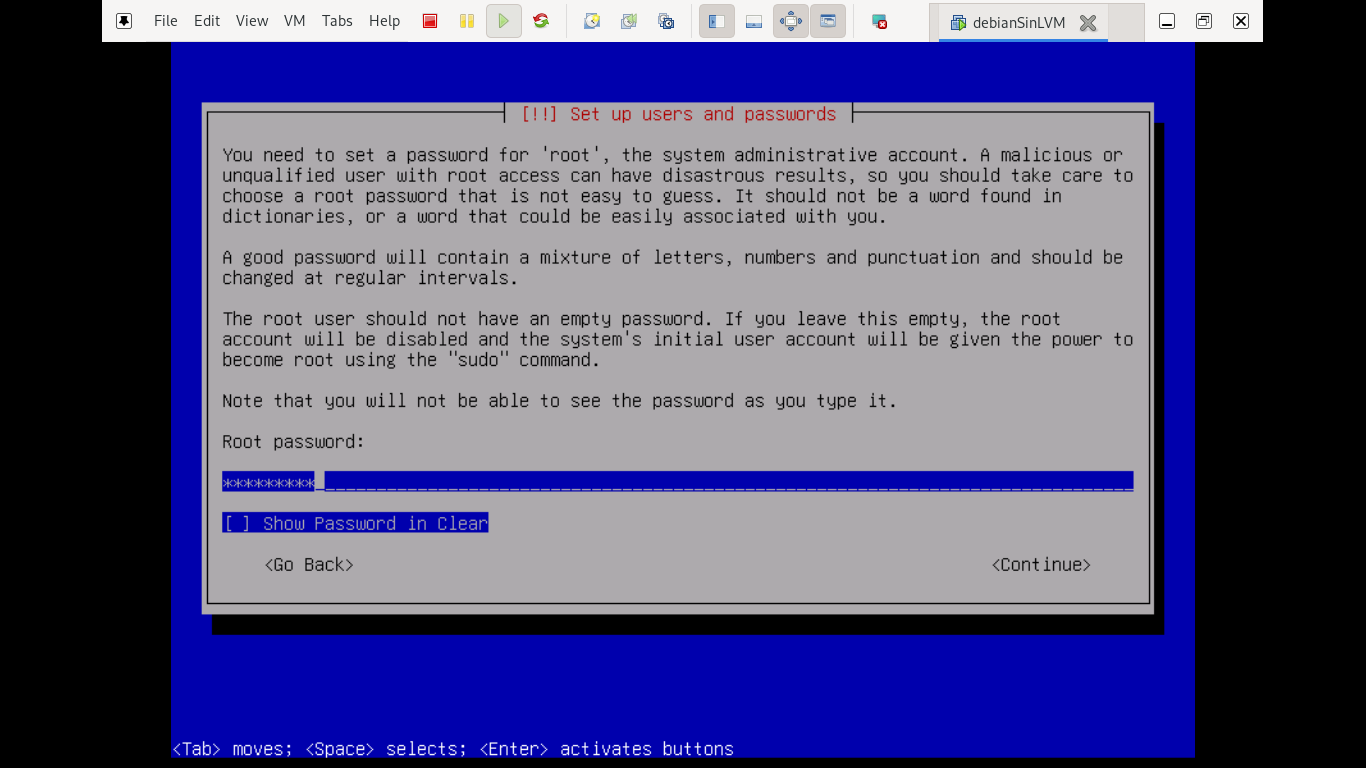 File Edit View VM Tabs Help debianSinLVM
[!!] Set up users and passwords
You need to set a password for 'root', the system administrative account. A malicious or
unqualified user with root access can have disastrous results, so you should take care to
choose a root password that is not easy to guess. It should not be a word found in
dictionaries, or a word that could be easily associated with you.
A good password will contain a mixture of letters, numbers and punctuation and should be
changed at regular intervals.
The root user should not have an empty password. If you leave this empty, the root
account will be disabled and the system's initial user account will be given the power to
become root using the "sudo" command.
Note that you will not be able to see the password as you type it.
Root password:
*********
[ ] Show Password in Clear
<Go Back> <Continue>
<Tab> moves; <Space> selects; <Enter> activates buttons